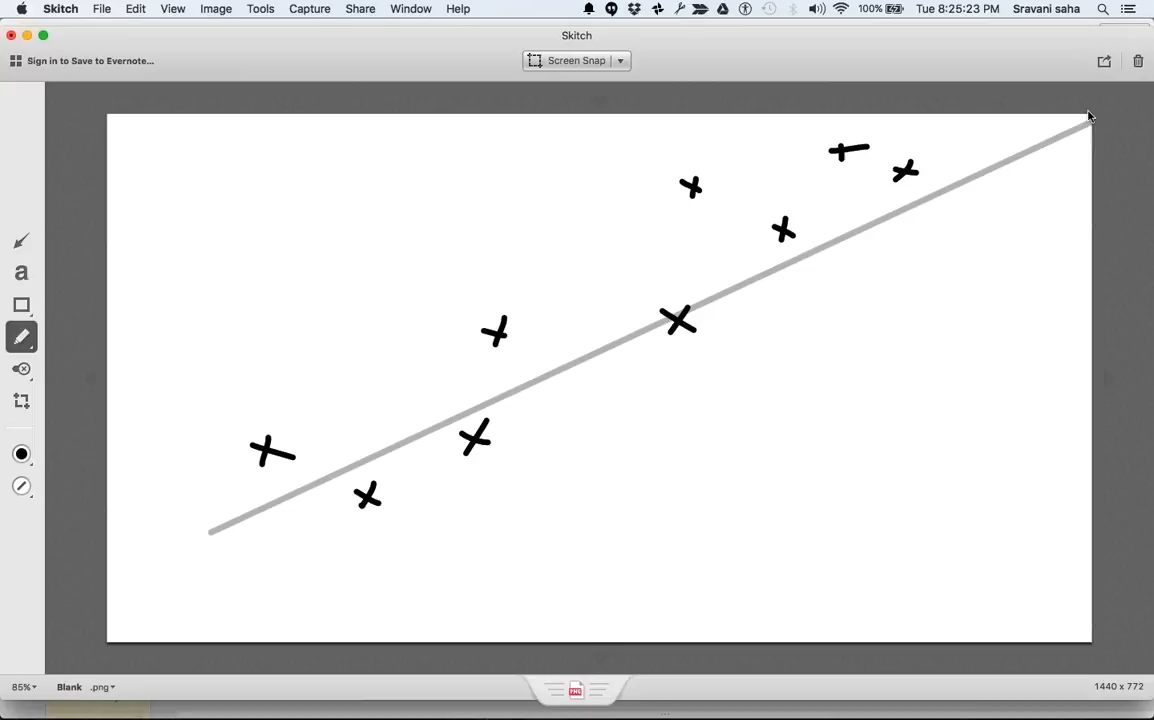 Skitch File Edit View Image Tools Capture Share Window Help 100% Tue 8:25:23 PM Sravani saha
Skitch
Sign in to Save to Evernote... Screen Snap
a
85% Blank .png PNG 1440 x 772